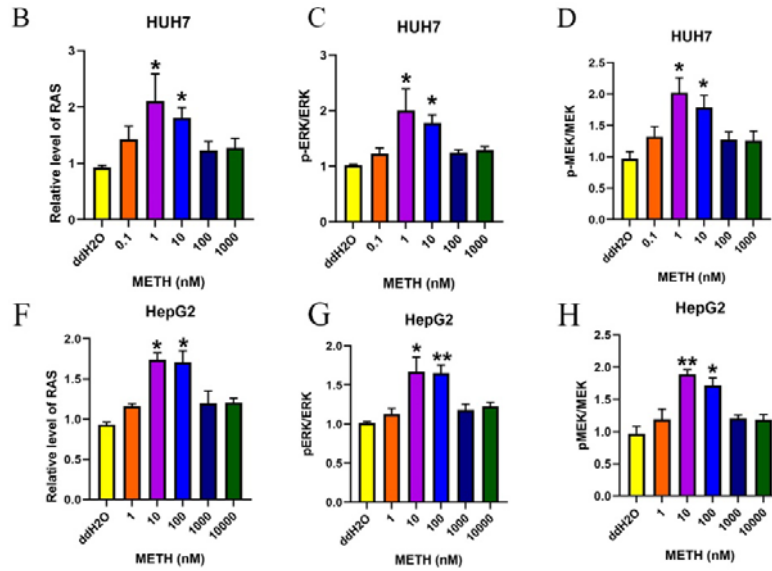 B
HUH7
Relative level of RAS
3
2
1
0
*
*
ddH2O
0.1
1
10
100
1000
METH (nM)
C
HUH7
p-ERK/ERK
3
2
1
0
*
*
ddH2O
0.1
1
10
100
1000
METH (nM)
D
HUH7
p-MEK/MEK
2.5
2.0
1.5
1.0
0.5
0.0
*
*
ddH2O
0.1
1
10
100
1000
METH (nM)
F
HepG2
Relative level of RAS
2.0
1.5
1.0
0.5
0.0
*
*
ddH2O
1
10
100
1000
10000
METH (nM)
G
HepG2
pERK/ERK
2.0
1.5
1.0
0.5
0.0
*
**
ddH2O
1
10
100
1000
10000
METH (nM)
H
HepG2
pMEK/MEK
2.5
2.0
1.5
1.0
0.5
0.0
**
*
ddH2O
1
10
100
1000
10000
METH (nM)